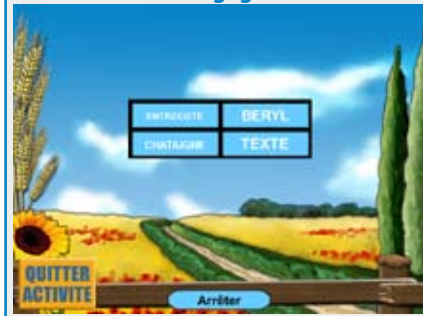 ENTRECOTE BERYL
CHATAIGNE TEXTE
QUITTER
ACTIVITE
Arrêter